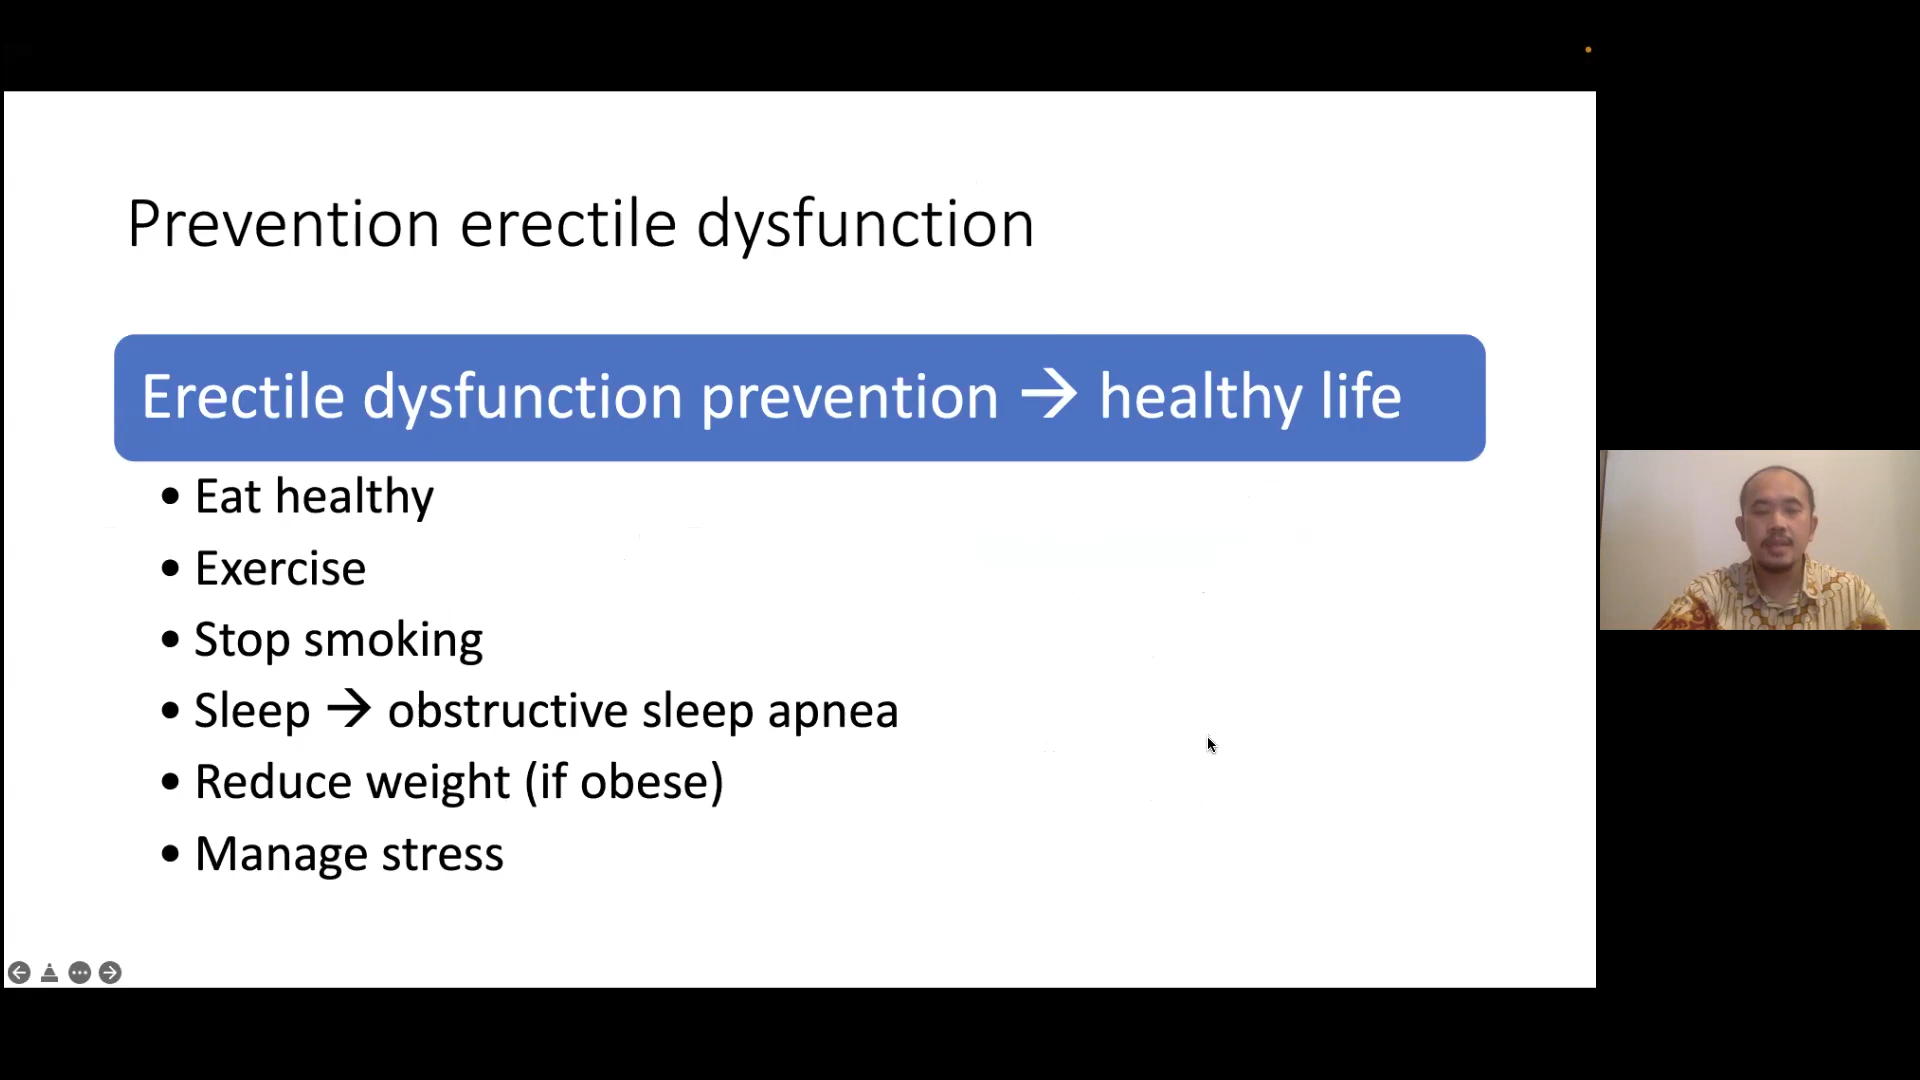 Prevention erectile dysfunction
Erectile dysfunction prevention → healthy life
• Eat healthy
• Exercise
• Stop smoking
• Sleep → obstructive sleep apnea
• Reduce weight (if obese)
• Manage stress